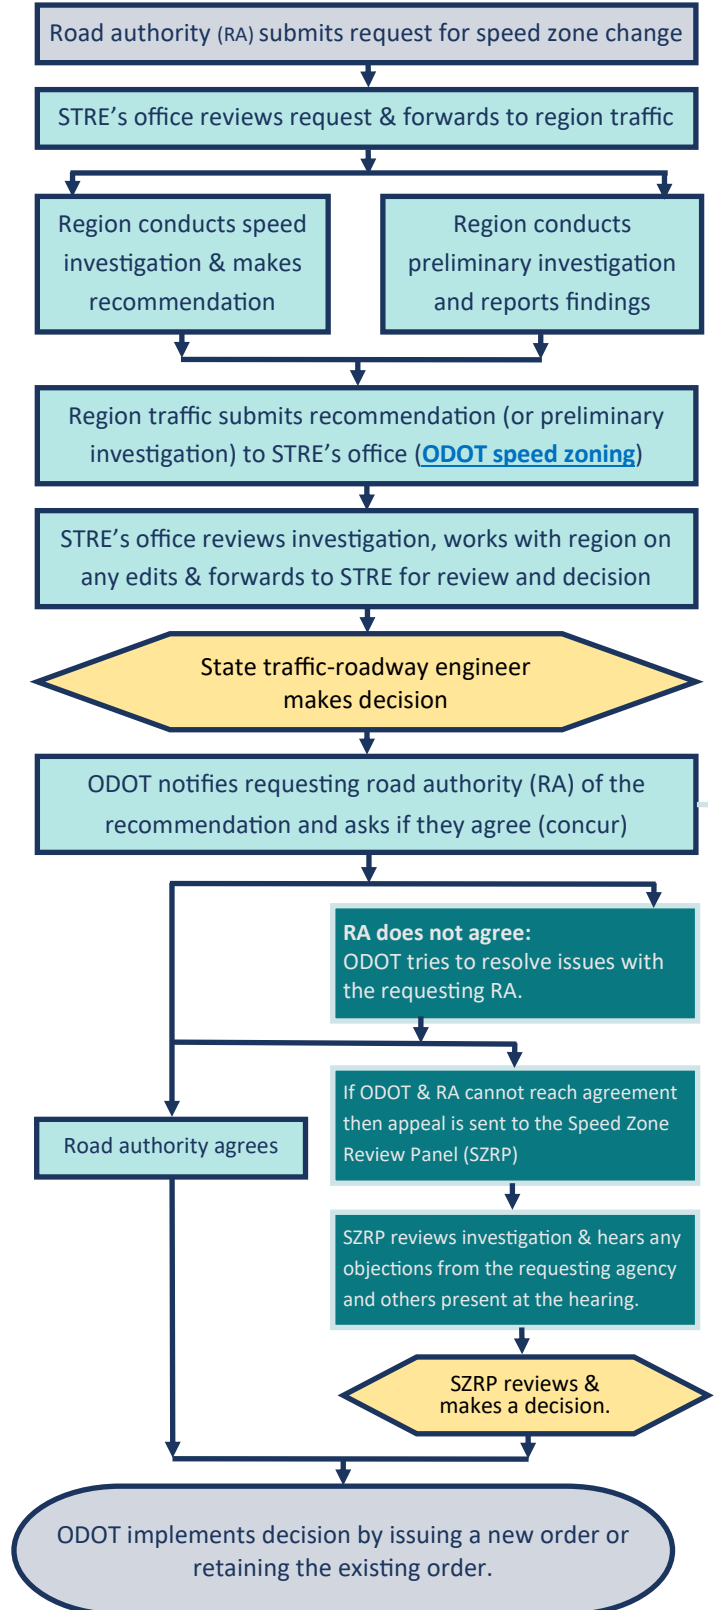 Road authority (RA) submits request for speed zone change
STRE’s office reviews request & forwards to region traffic
Region conducts speed
investigation & makes
recommendation
Region conducts
preliminary investigation
and reports findings
Region traffic submits recommendation (or preliminary
investigation) to STRE’s office (ODOT speed zoning)
STRE’s office reviews investigation, works with region on
any edits & forwards to STRE for review and decision
State traffic-roadway engineer
makes decision
ODOT notifies requesting road authority (RA) of the
recommendation and asks if they agree (concur)
RA does not agree:
ODOT tries to resolve issues with
the requesting RA.
If ODOT & RA cannot reach agreement
then appeal is sent to the Speed Zone
Review Panel (SZRP)
Road authority agrees
SZRP reviews investigation & hears any
objections from the requesting agency
and others present at the hearing.
SZRP reviews &
makes a decision.
ODOT implements decision by issuing a new order or
retaining the existing order.